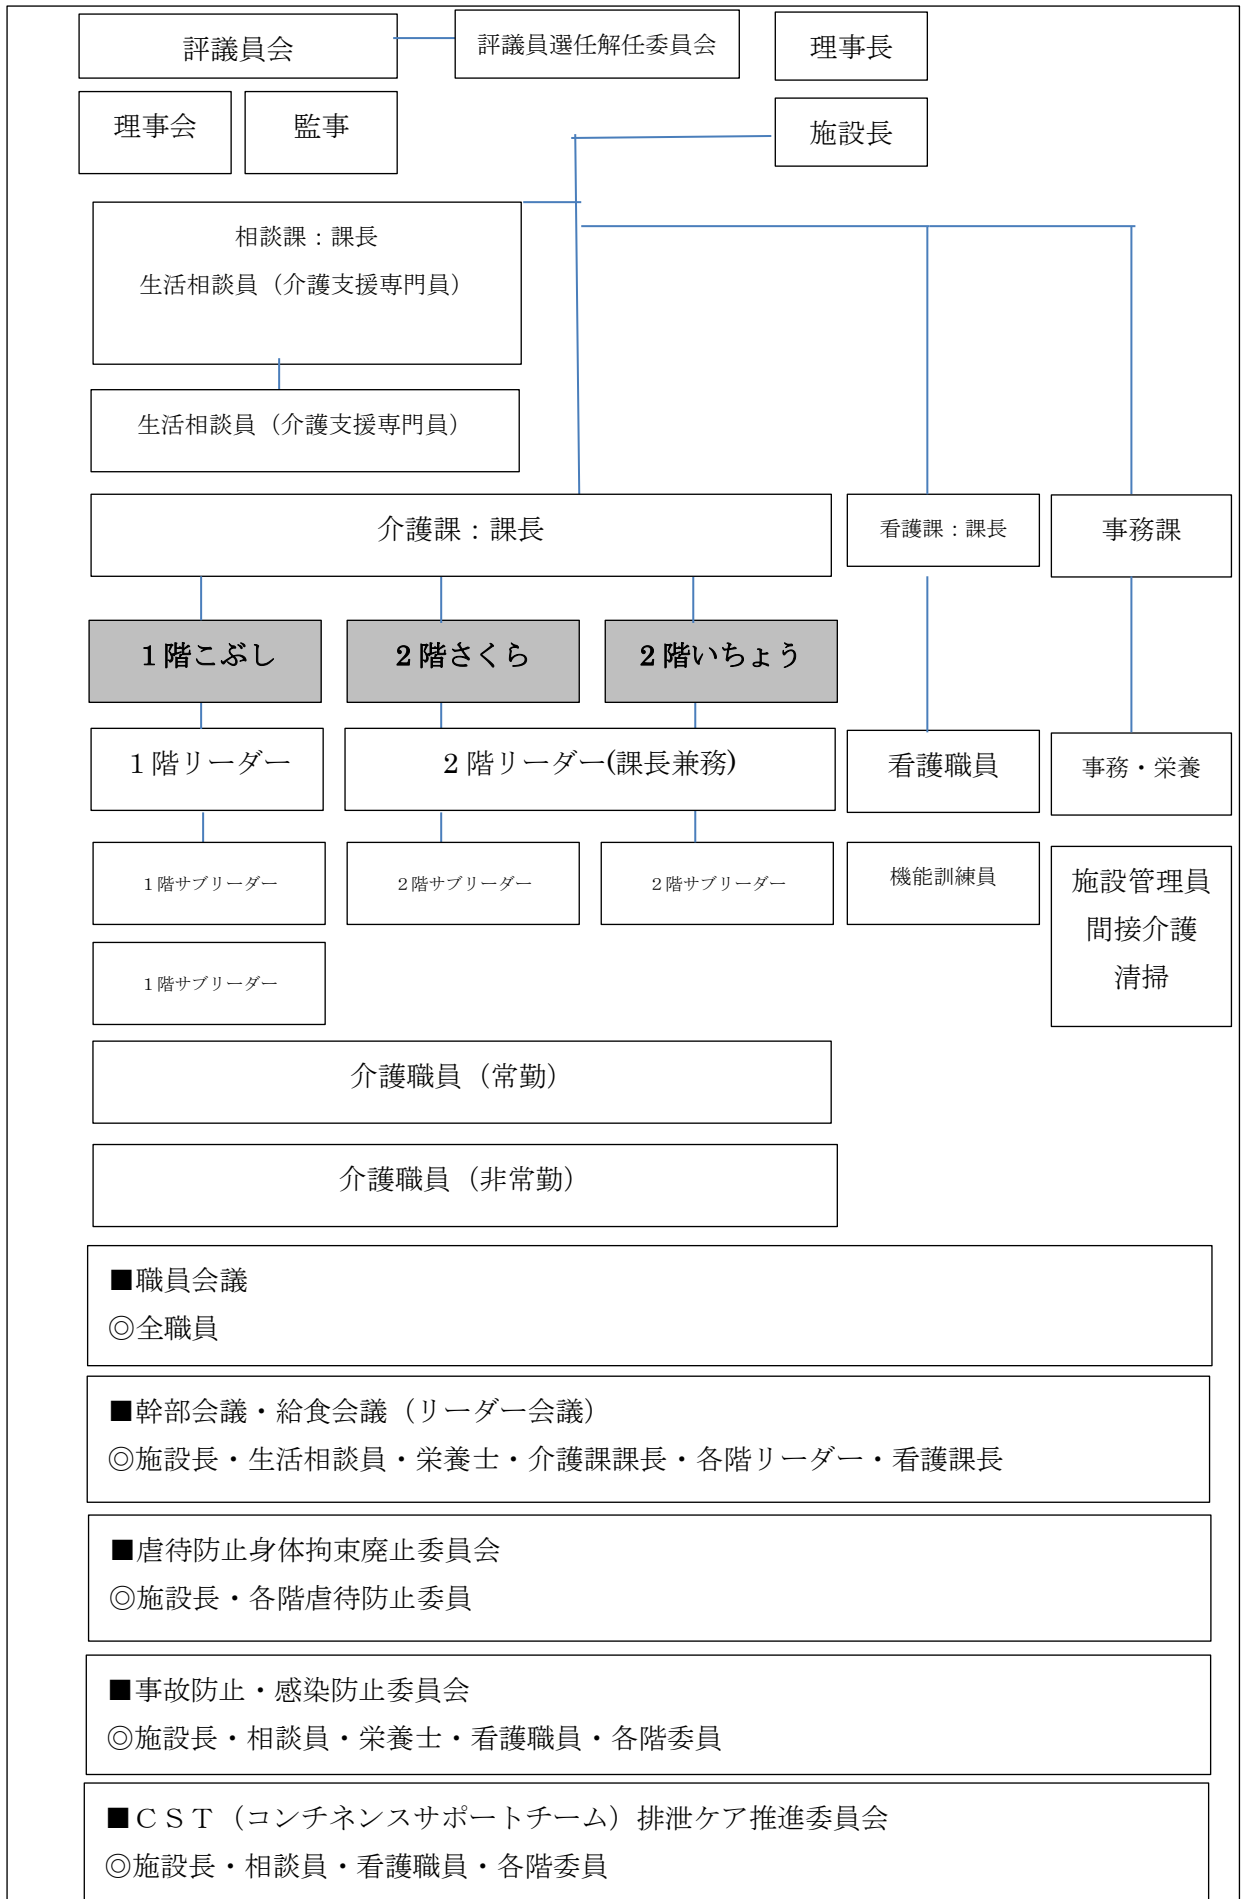 評議員会
評議員選任解任委員会
理事長
理事会
監事
施設長
相談課：課長
生活相談員（介護支援専門員）
生活相談員（介護支援専門員）
介護課：課長
看護課：課長
事務課
１階こぶし
２階さくら
２階いちょう
１階リーダー
２階リーダー(課長兼務)
看護職員
事務・栄養
１階サブリーダー
２階サブリーダー
２階サブリーダー
機能訓練員
施設管理員
間接介護
清掃
１階サブリーダー
介護職員（常勤）
介護職員（非常勤）
■職員会議
◎全職員
■幹部会議・給食会議（リーダー会議）
◎施設長・生活相談員・栄養士・介護課課長・各階リーダー・看護課長
■虐待防止身体拘束廃止委員会
◎施設長・各階虐待防止委員
■事故防止・感染防止委員会
◎施設長・相談員・栄養士・看護職員・各階委員
■ＣＳＴ（コンチネンスサポートチーム）排泄ケア推進委員会
◎施設長・相談員・看護職員・各階委員